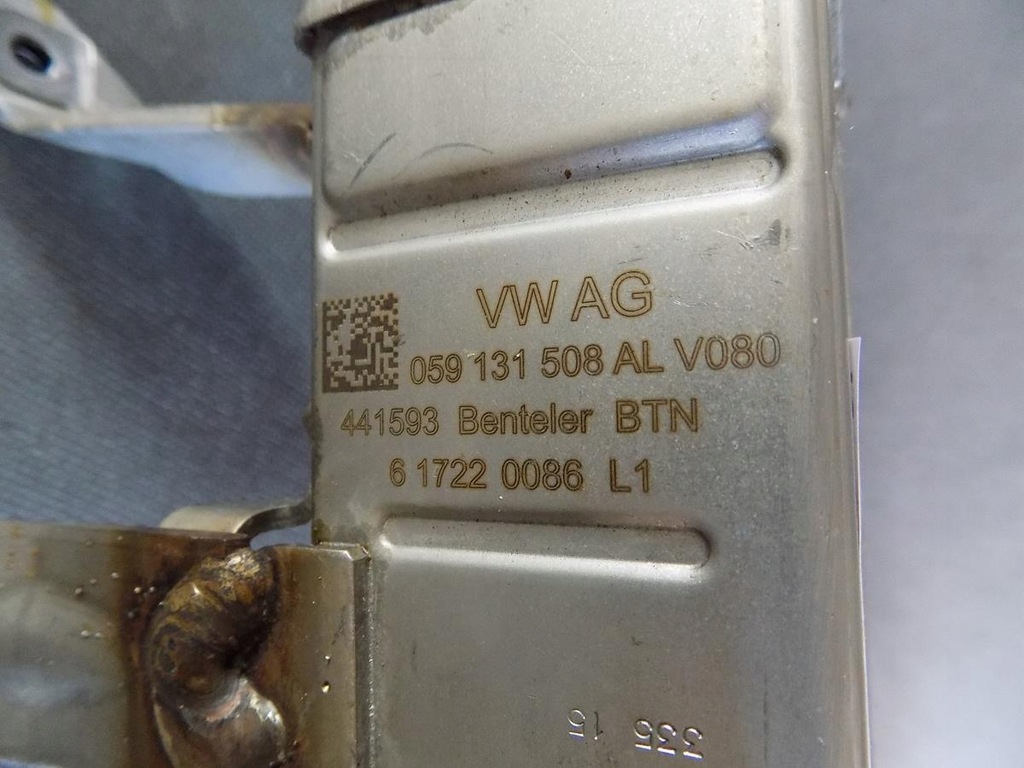 VW AG
059 131 508 AL V080
441593 Benteler BTN
6 1722 0086 L1
335 15